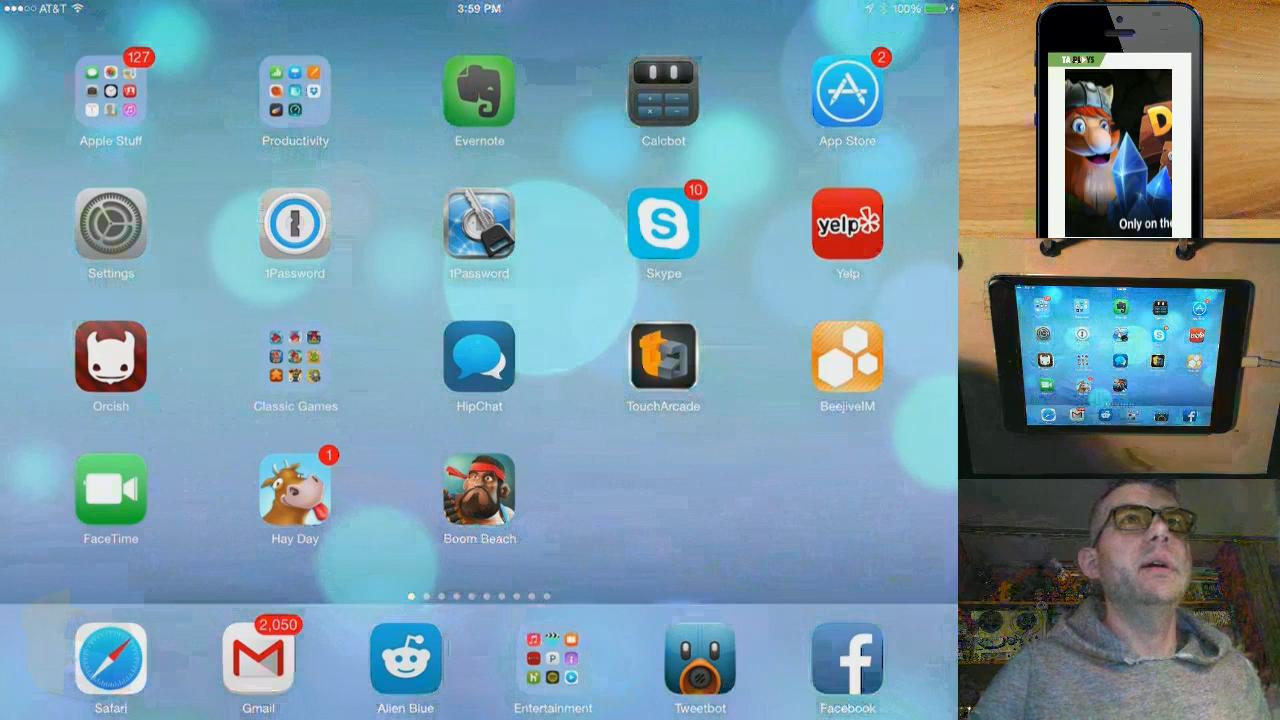 AT&T 3:59 PM 100%
127 2
Apple Stuff Productivity Evernote Calcbot App Store
10
yelp
Settings 1Password 1Password Skype Yelp
Orcish Classic Games HipChat TouchArcade BeejiveIM
1
FaceTime Hay Day Boom Beach
2,050
Safari Gmail Alien Blue Entertainment Tweetbot Facebook
D
Only on the